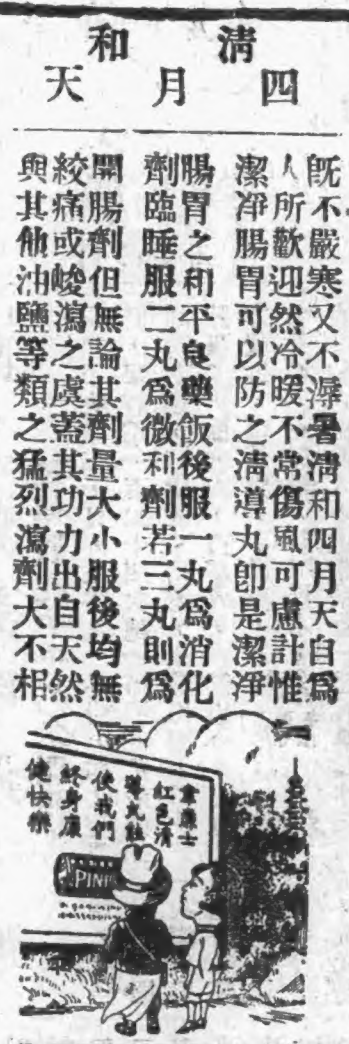 清和
四月天
既不嚴寒又不溽暑清和四月天自爲
人所歡迎然冷暖不常傷風可慮計惟
潔淨腸胃可以防之清導丸卽是潔淨
腸胃之和平良藥飯後服一丸爲消化
劑臨睡服二丸爲微利劑若三丸則爲
開腸劑但無論其劑量大小服後均無
絞痛或峻瀉之虞蓋其功力出自天然
與其他油鹽等類之猛烈瀉劑大不相
韋廉士
紅色清
導丸能
使我們
終身康
健快樂